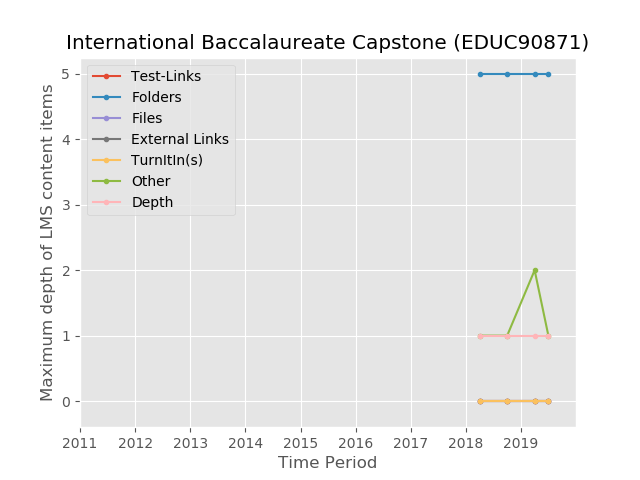 International Baccalaureate Capstone (EDUC90871)
Maximum depth of LMS content items
5
4
3
2
1
0
Test-Links
Folders
Files
External Links
TurnItIn(s)
Other
Depth
2011 2012 2013 2014 2015 2016 2017 2018 2019
Time Period